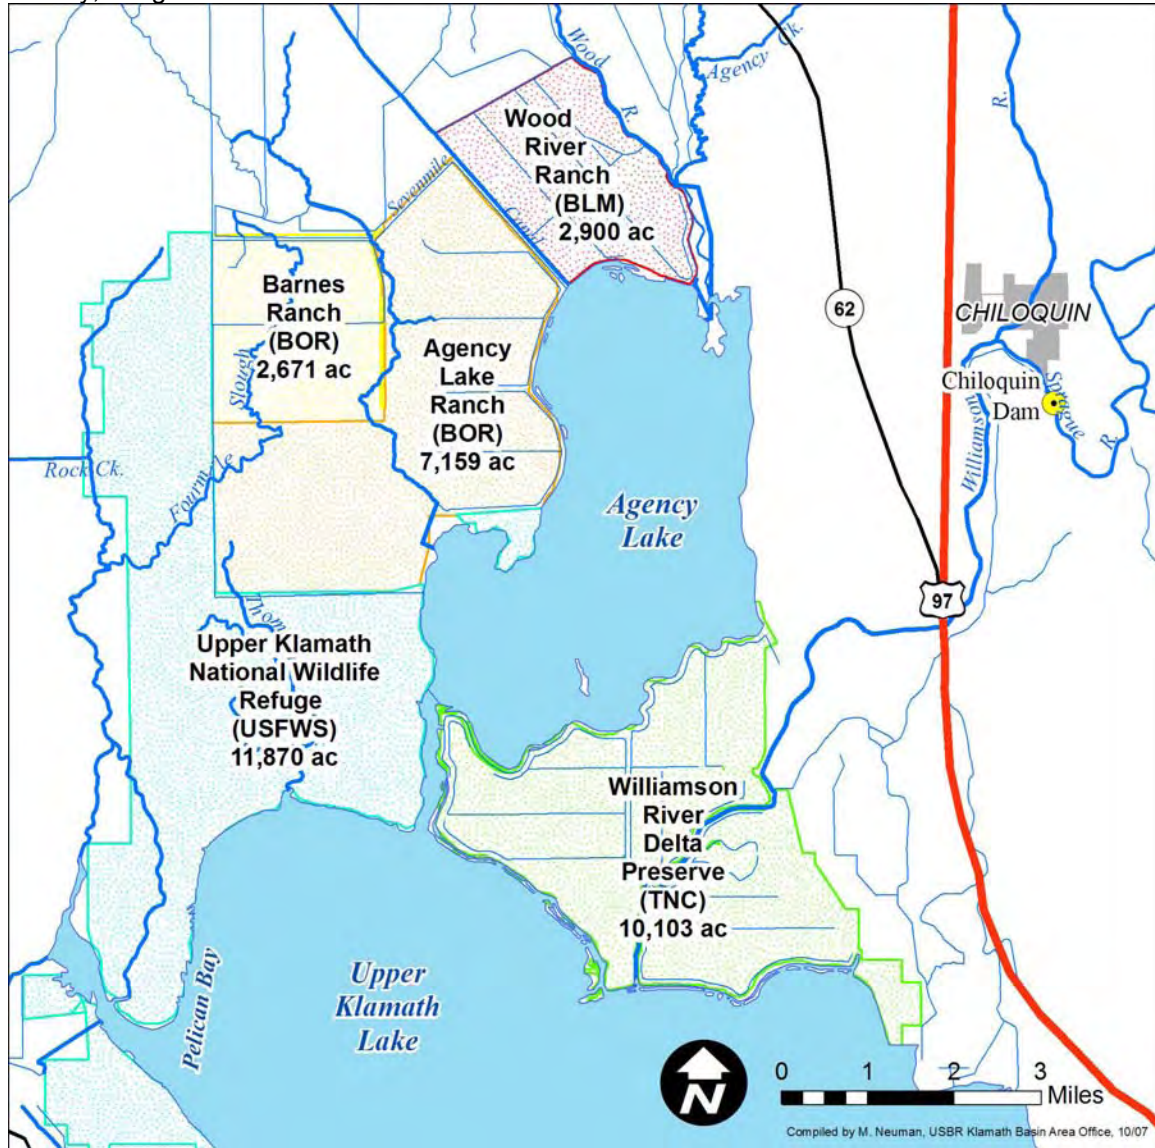 Wood
R.
Agency Ck.
R.
Wood
River
Ranch
(BLM)
2,900 ac
Sevenmile
Canal
Barnes
Ranch
(BOR)
2,671 ac
Slough
Agency
Lake
Ranch
(BOR)
7,159 ac
62
CHILOQUIN
Chiloquin
Dam
Sprague
R.
Williamson
Rock Ck.
Agency
Lake
97
Thom
Upper Klamath
National Wildlife
Refuge
(USFWS)
11,870 ac
Williamson
River
Delta
Preserve
(TNC)
10,103 ac
Pelican Bay
Upper
Klamath
Lake
N
0 1 2 3
Miles
Compiled by M. Neuman, USBR Klamath Basin Area Office, 10/07